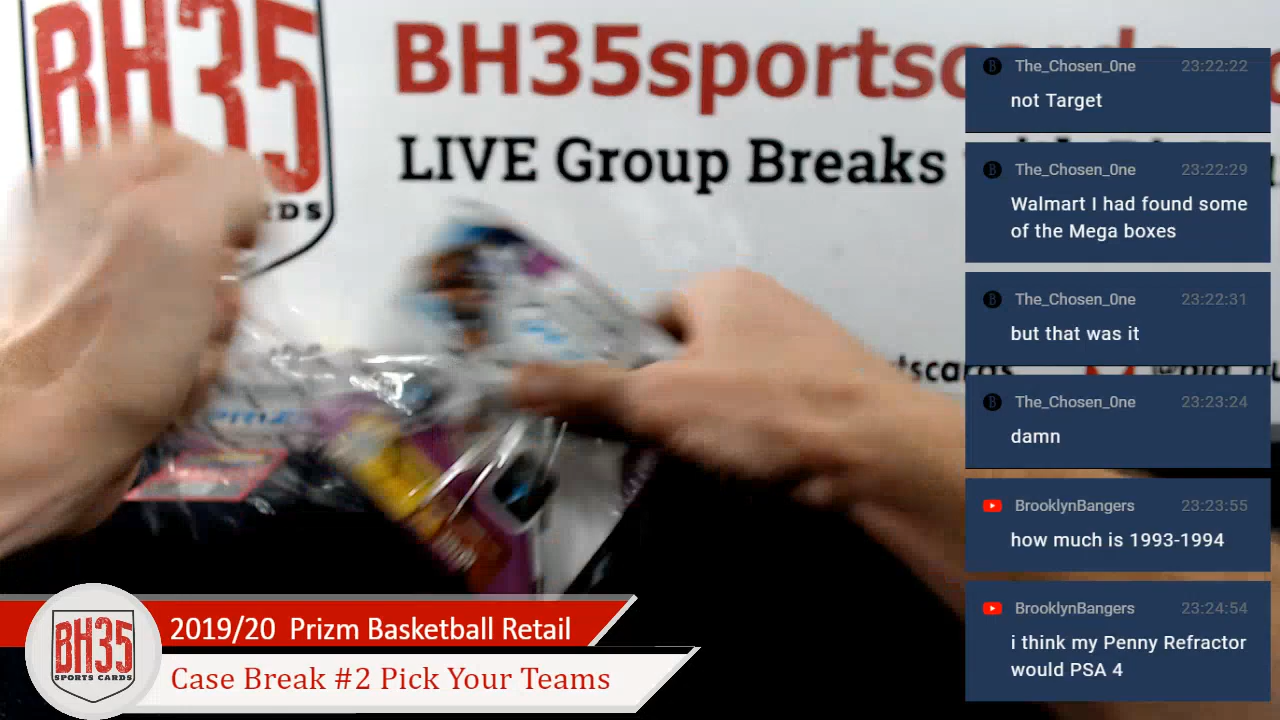 BH35
BH35sportscards
LIVE Group Breaks
tscards
PRIZM
The_Chosen_0ne 23:22:22
not Target
The_Chosen_0ne 23:22:29
Walmart I had found some
of the Mega boxes
The_Chosen_0ne 23:22:31
but that was it
The_Chosen_0ne 23:23:24
damn
BrooklynBangers 23:23:55
how much is 1993-1994
BrooklynBangers 23:24:54
i think my Penny Refractor
would PSA 4
BH35
SPORTS CARDS
2019/20 Prizm Basketball Retail
Case Break #2 Pick Your Teams